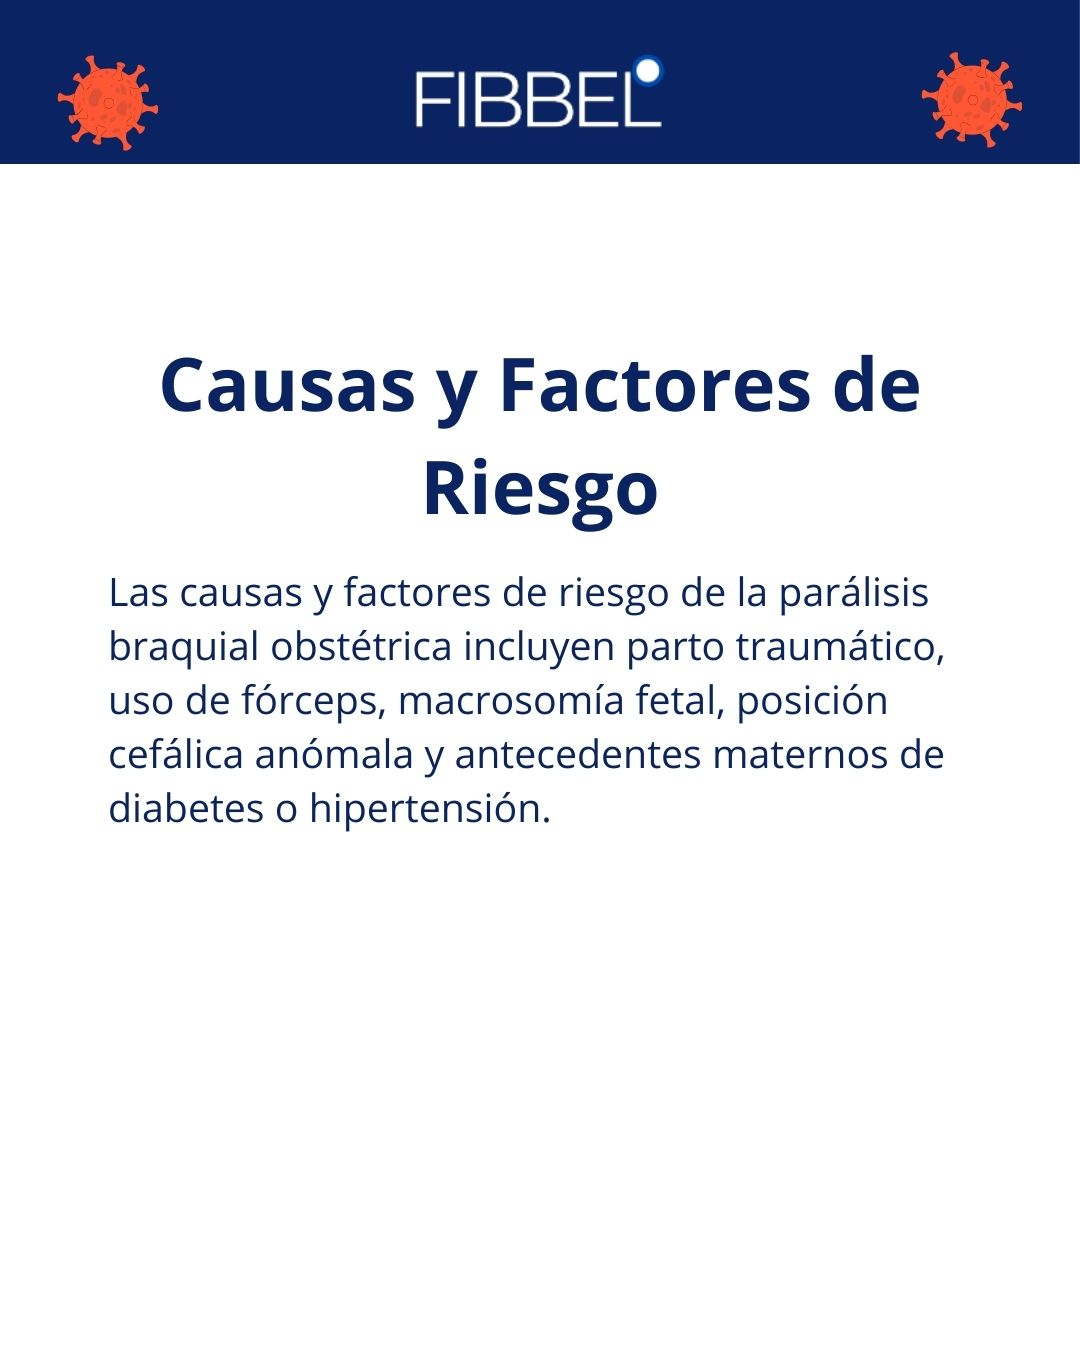 FIBBEL
Causas y Factores de
Riesgo
Las causas y factores de riesgo de la parálisis
braquial obstétrica incluyen parto traumático,
uso de fórceps, macrosomía fetal, posición
cefálica anómala y antecedentes maternos de
diabetes o hipertensión.